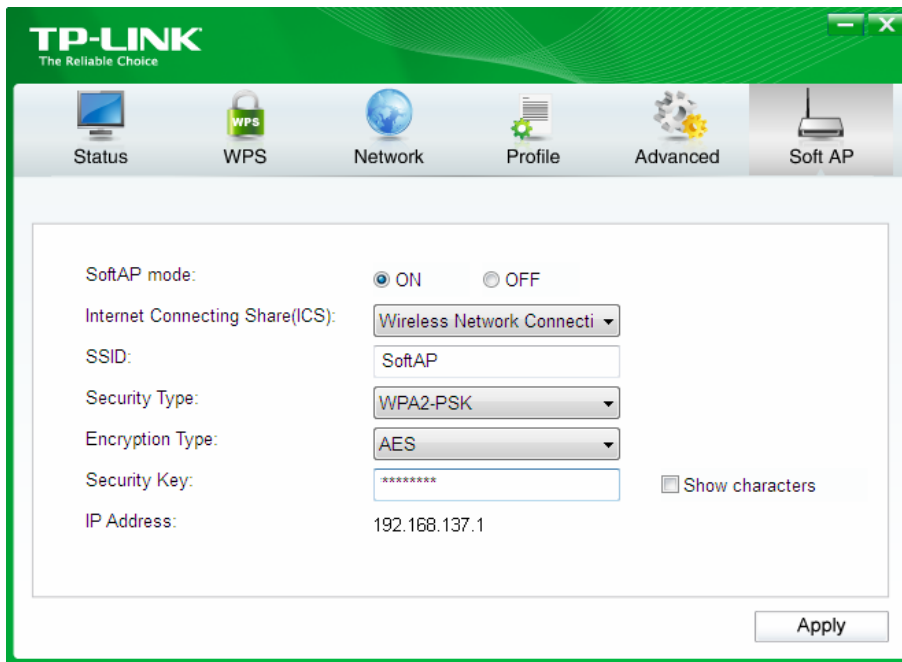 TP-LINK
The Reliable Choice
Status WPS Network Profile Advanced Soft AP
WPS
SoftAP mode: ON OFF
Internet Connecting Share(ICS): Wireless Network Connecti
SSID: SoftAP
Security Type: WPA2-PSK
Encryption Type: AES
Security Key: ******** Show characters
IP Address: 192.168.137.1
Apply